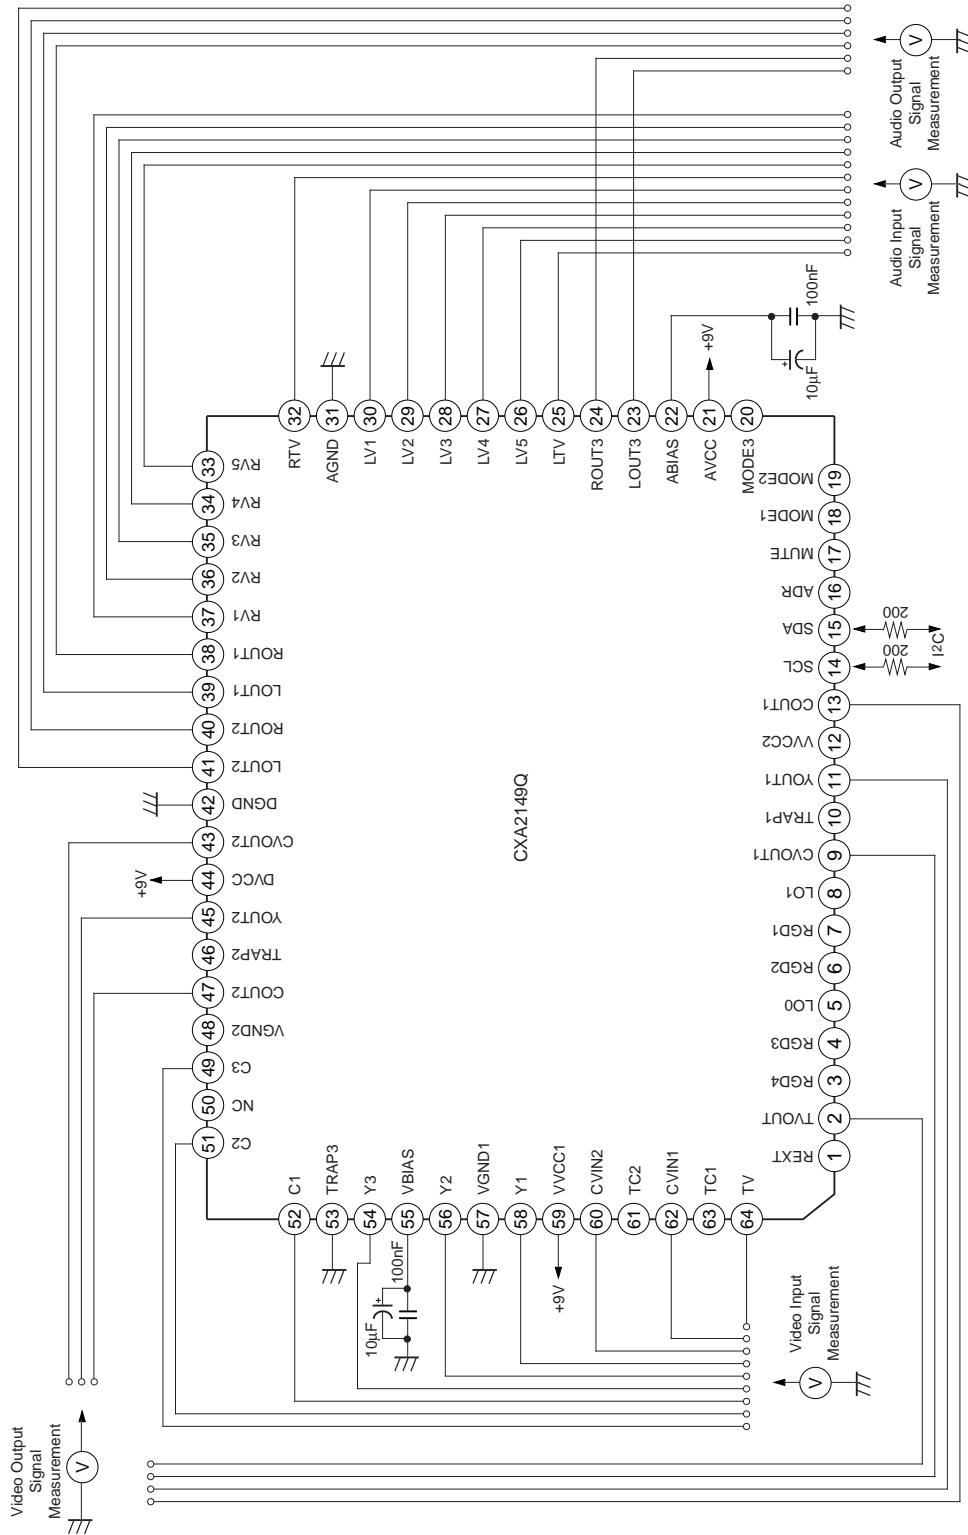 Audio Output
Signal
Measurement
V
Audio Input
Signal
Measurement
V
100nF
10µF
+9V
32 31 30 29 28 27 26 25 24 23 22 21 20
RTV
AGND
LV1
LV2
LV3
LV4
LV5
LTV
ROUT3
LOUT3
ABIAS
AVCC
MODE3
33 RV5
34 RV4
35 RV3
36 RV2
37 RV1
38 ROUT1
39 LOUT1
40 ROUT2
41 LOUT2
42 DGND
43 CVOUT2
44 DVCC
+9V
45 YOUT2
46 TRAP2
47 COUT2
48 VGND2
49 C3
50 NC
51 C2
CXA2149Q
MODE2 19
MODE1 18
MUTE 17
ADR 16
SDA 15
200
SCL 14
200
I2C
COUT1 13
VVCC2 12
YOUT1 11
TRAP1 10
CVOUT1 9
LO1 8
RGD1 7
RGD2 6
LO0 5
RGD3 4
RGD4 3
TVOUT 2
REXT 1
C1
TRAP3
Y3
VBIAS
Y2
VGND1
Y1
VVCC1
CVIN2
TC2
CVIN1
TC1
TV
52 53 54 55 56 57 58 59 60 61 62 63 64
100nF
10µF
+9V
Video Input
Signal
Measurement
V
Video Output
Signal
Measurement
V